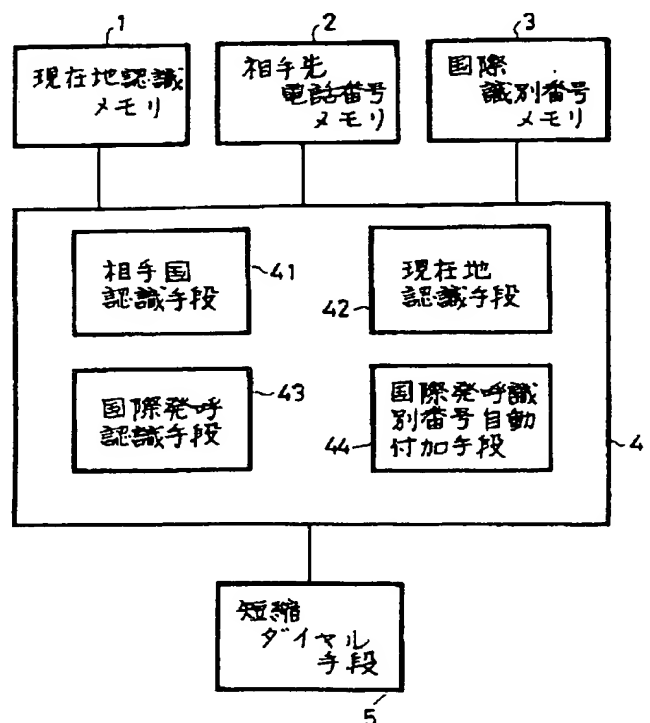 1
2
3
現在地認識
メモリ
相手先
電話番号
メモリ
国際
識別番号
メモリ
相手国
認識手段
41
現在地
認識手段
42
国際発呼
認識手段
43
国際発呼識
別番号自動
付加手段
44
4
短縮
ダイヤル
手段
5